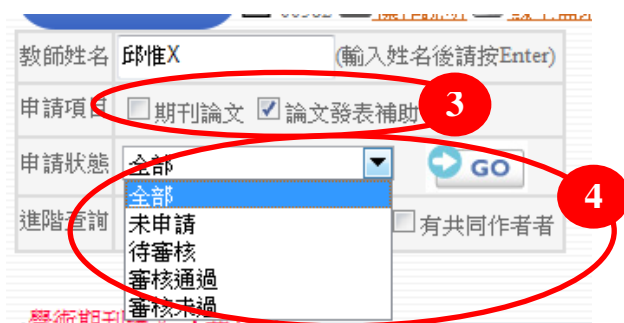 教師姓名 邱惟X (輸入姓名後請按Enter)
申請項目 期刊論文 論文發表補助 3
申請狀態 全部 GO
全部
進階查詢 未申請 有共同作者者 4
待審核
審核通過
審核未過